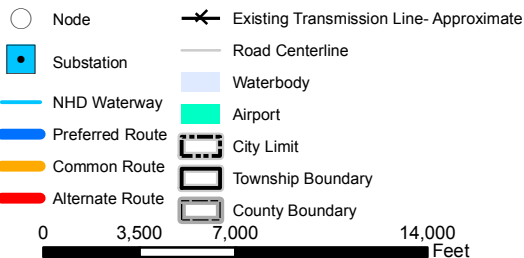 Node
Substation
NHD Waterway
Preferred Route
Common Route
Alternate Route
Existing Transmission Line- Approximate
Road Centerline
Waterbody
Airport
City Limit
Township Boundary
County Boundary
0 3,500 7,000 14,000
Feet